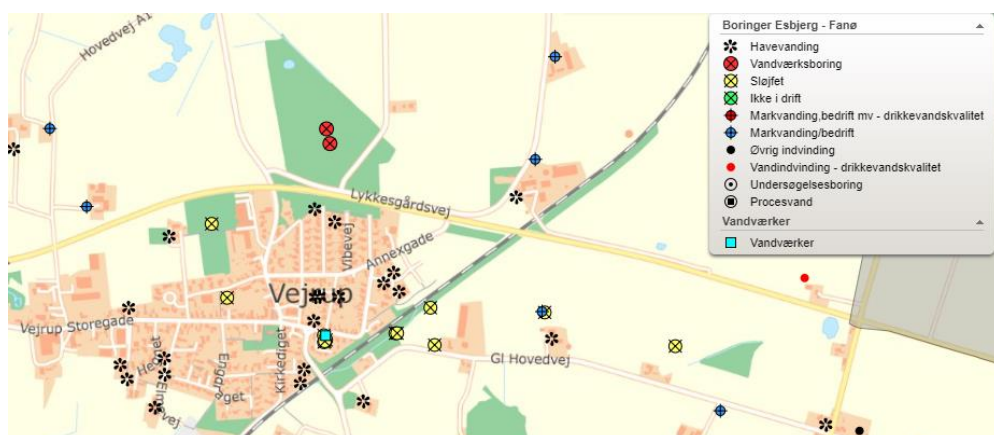 Hovedvej A1
Lykkesgårdsvej
Vibevej
Annexgade
Vejrup
Vejrup Storegade
Kirkediget
Gl Hovedvej
Boringer Esbjerg - Fanø
Havevanding
Vandværksboring
Sløjfet
Ikke i drift
Markvanding,bedrift mv - drikkevandskvalitet
Markvanding/bedrift
Øvrig indvinding
Vandindvinding - drikkevandskvalitet
Undersøgelsesboring
Procesvand
Vandværker
Vandværker